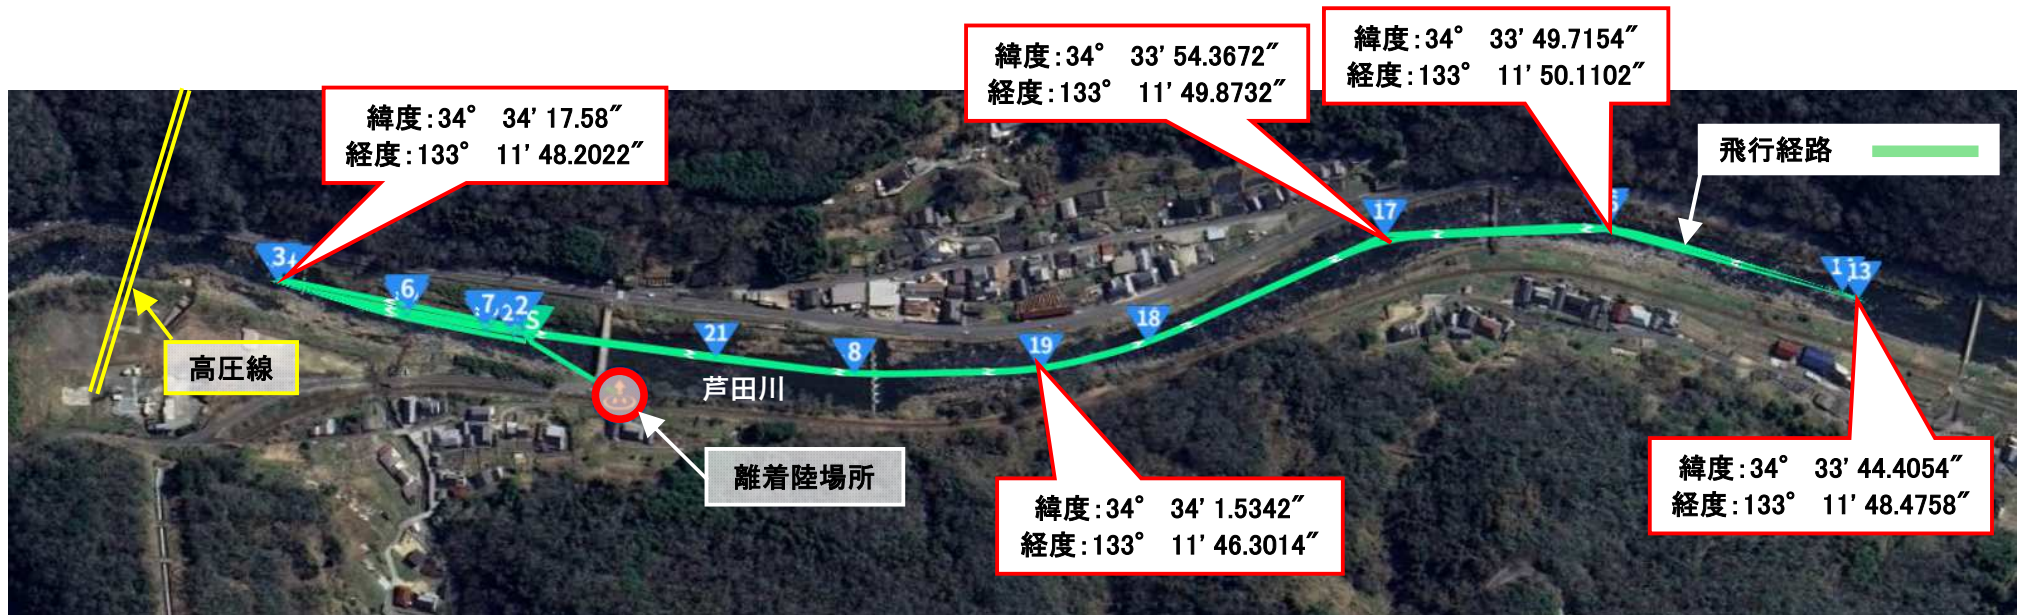 緯度:34° 34' 17.58″
経度:133° 11' 48.2022″
緯度:34° 33' 54.3672″
経度:133° 11' 49.8732″
緯度:34° 33' 49.7154″
経度:133° 11' 50.1102″
飛行経路
高圧線
芦田川
離着陸場所
緯度:34° 34' 1.5342″
経度:133° 11' 46.3014″
緯度:34° 33' 44.4054″
経度:133° 11' 48.4758″
3
6
7
2
S
21
8
19
18
17
13